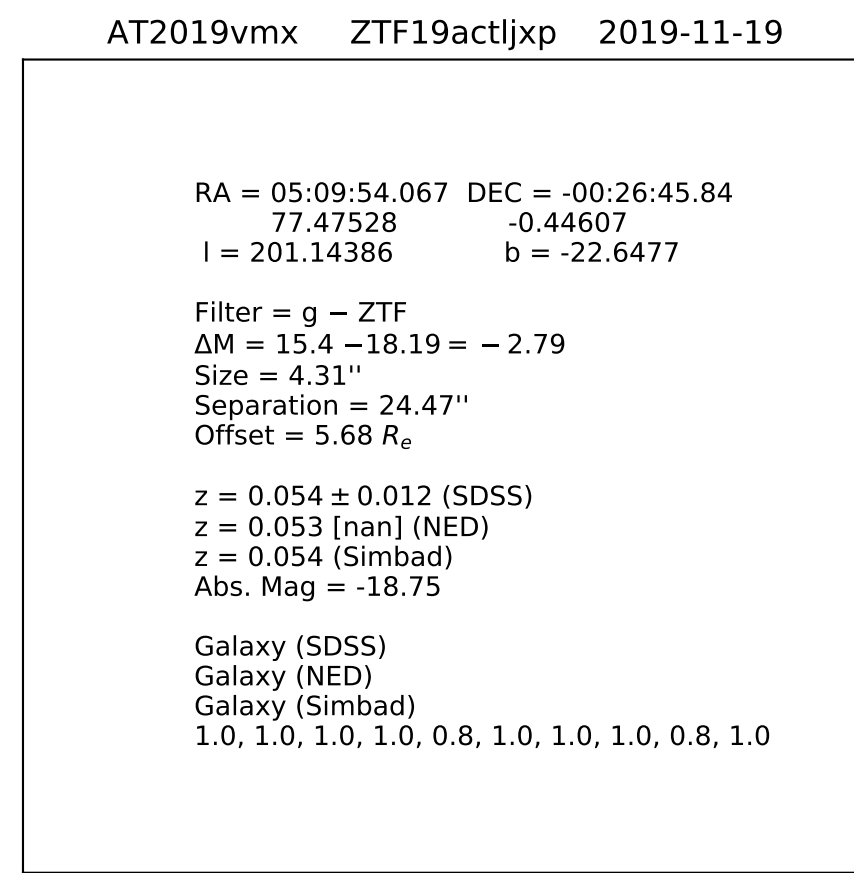 AT2019vmx ZTF19actljxp 2019-11-19
RA = 05:09:54.067 DEC = -00:26:45.84
77.47528 -0.44607
l = 201.14386 b = -22.6477
Filter = g − ZTF
ΔM = 15.4 −18.19 = − 2.79
Size = 4.31''
Separation = 24.47''
Offset = 5.68 Rₑ
z = 0.054 ± 0.012 (SDSS)
z = 0.053 [nan] (NED)
z = 0.054 (Simbad)
Abs. Mag = -18.75
Galaxy (SDSS)
Galaxy (NED)
Galaxy (Simbad)
1.0, 1.0, 1.0, 1.0, 0.8, 1.0, 1.0, 1.0, 0.8, 1.0